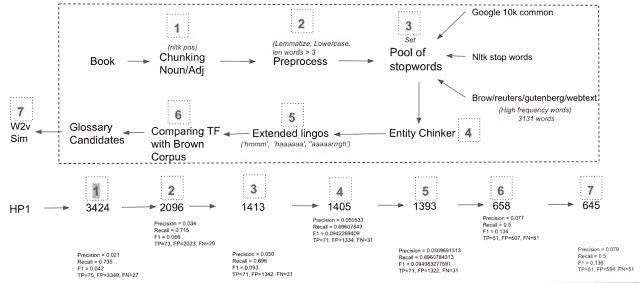 Google 10k common
1
2
3
(nltk pos)
(Lemmatize, Lowercase,
len words > 3
Set
Book
Chunking
Noun/Adj
Preprocess
Pool of
stopwords
Nltk stop words
Brow/reuters/gutenberg/webtext
(High frequency words)
3131 words
7
6
5
4
W2v
Sim
Glossary
Candidates
Comparing TF
with Brown
Corpus
Extended lingos
('hmmm', 'haaaaaa', "aaaaarrrgh')
Entity Chinker
1
2
3
4
5
6
7
HP1
3424
2096
1413
1405
1393
658
645
Precision = 0.021
Recall = 0.735
F1 = 0.042
TP=75, FP=3349, FN=27
Precision = 0.034
Recall = 0.715
F1 = 0.066
TP=73, FP=2023, FN=29
Precision = 0.050
Recall = 0.696
F1 = 0.093
TP=71, FP=1342, FN=31
Precision = 0.050533
Recall = 0.69607843
F1 = 0.0942269409
TP=71, FP=1334, FN=31
Precision = 0.0509691313
Recall = 0.6960784313
F1 = 0.094983277591
TP=71, FP=1322, FN=31
Precision = 0.077
Recall = 0.5
F1 = 0.134
TP=51, FP=607, FN=51
Precision = 0.079
Recall = 0.5
F1 = 0.136
TP=51, FP=594, FN=51